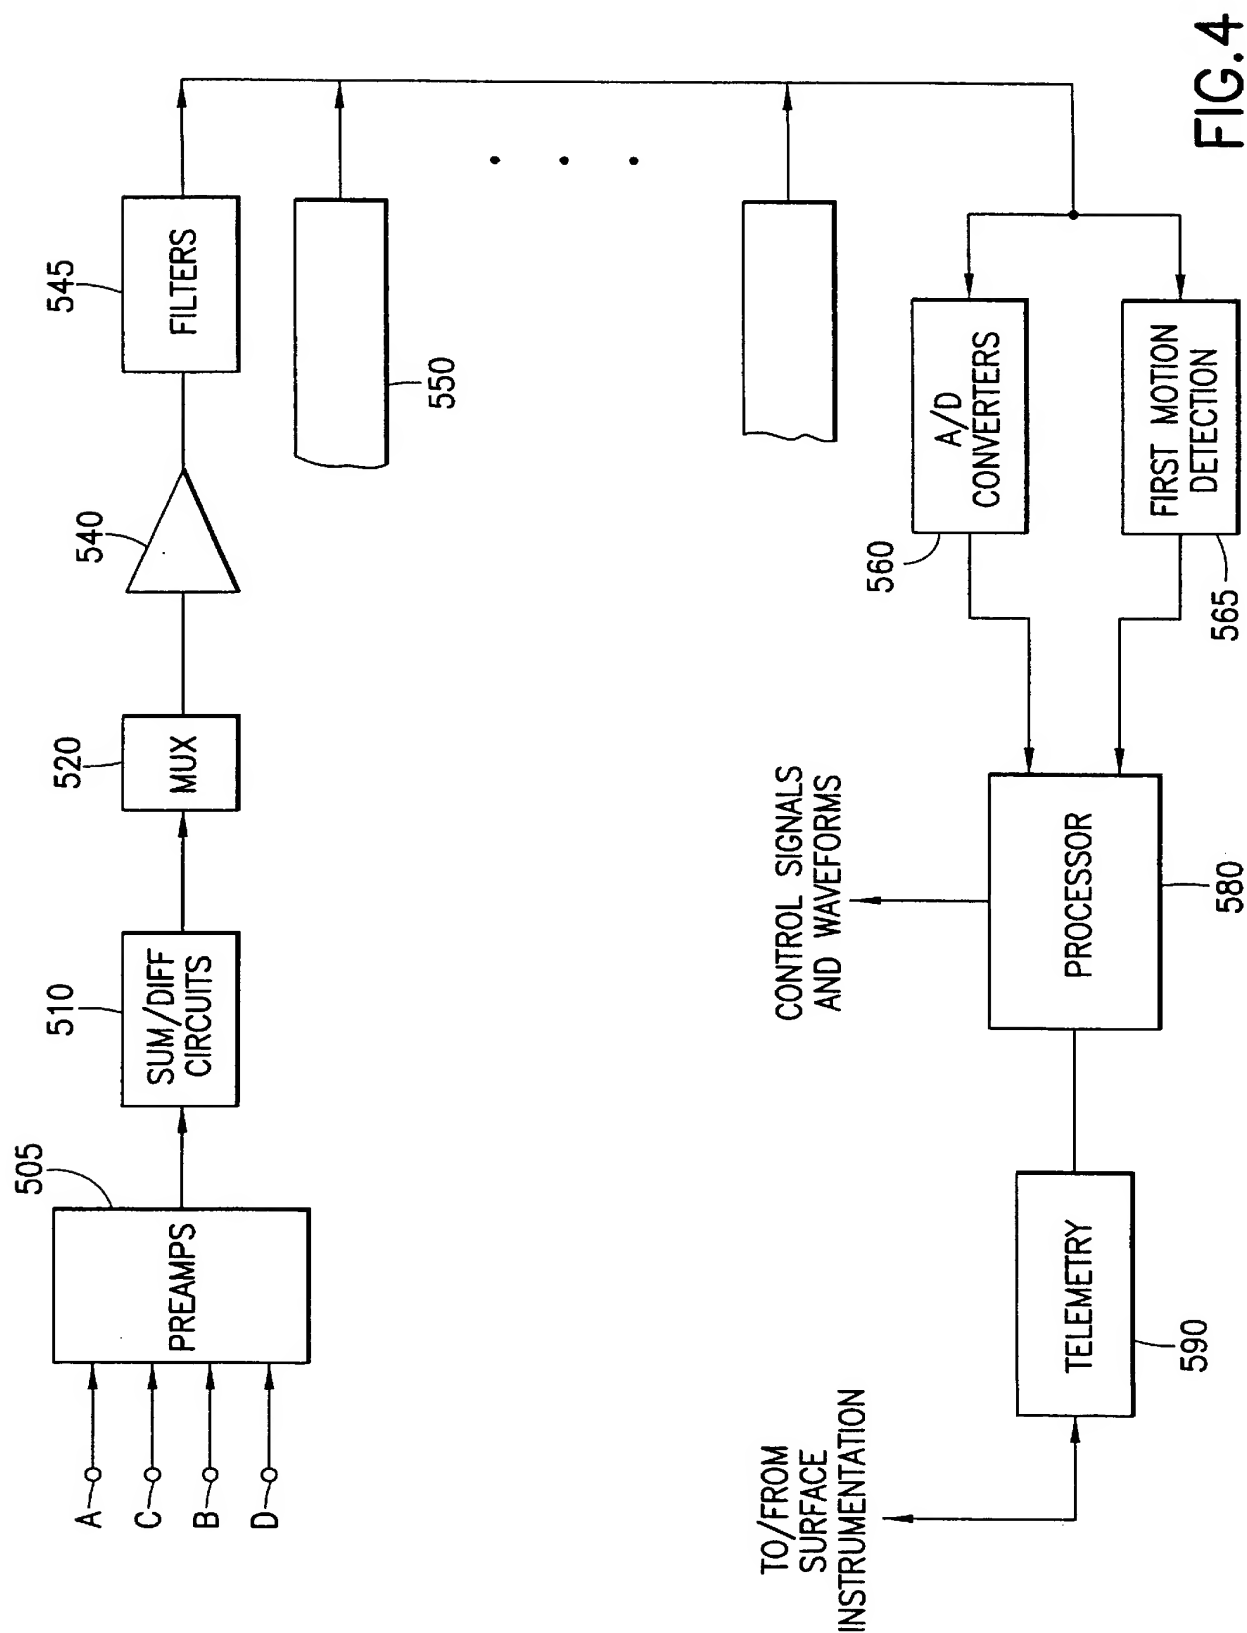 A
C
B
D
505
PREAMPS
510
SUM/DIFF
CIRCUITS
520
MUX
540
545
FILTERS
550
560
A/D
CONVERTERS
565
FIRST MOTION
DETECTION
CONTROL SIGNALS
AND WAVEFORMS
PROCESSOR
580
TO/FROM
SURFACE
INSTRUMENTATION
TELEMETRY
590
FIG.4